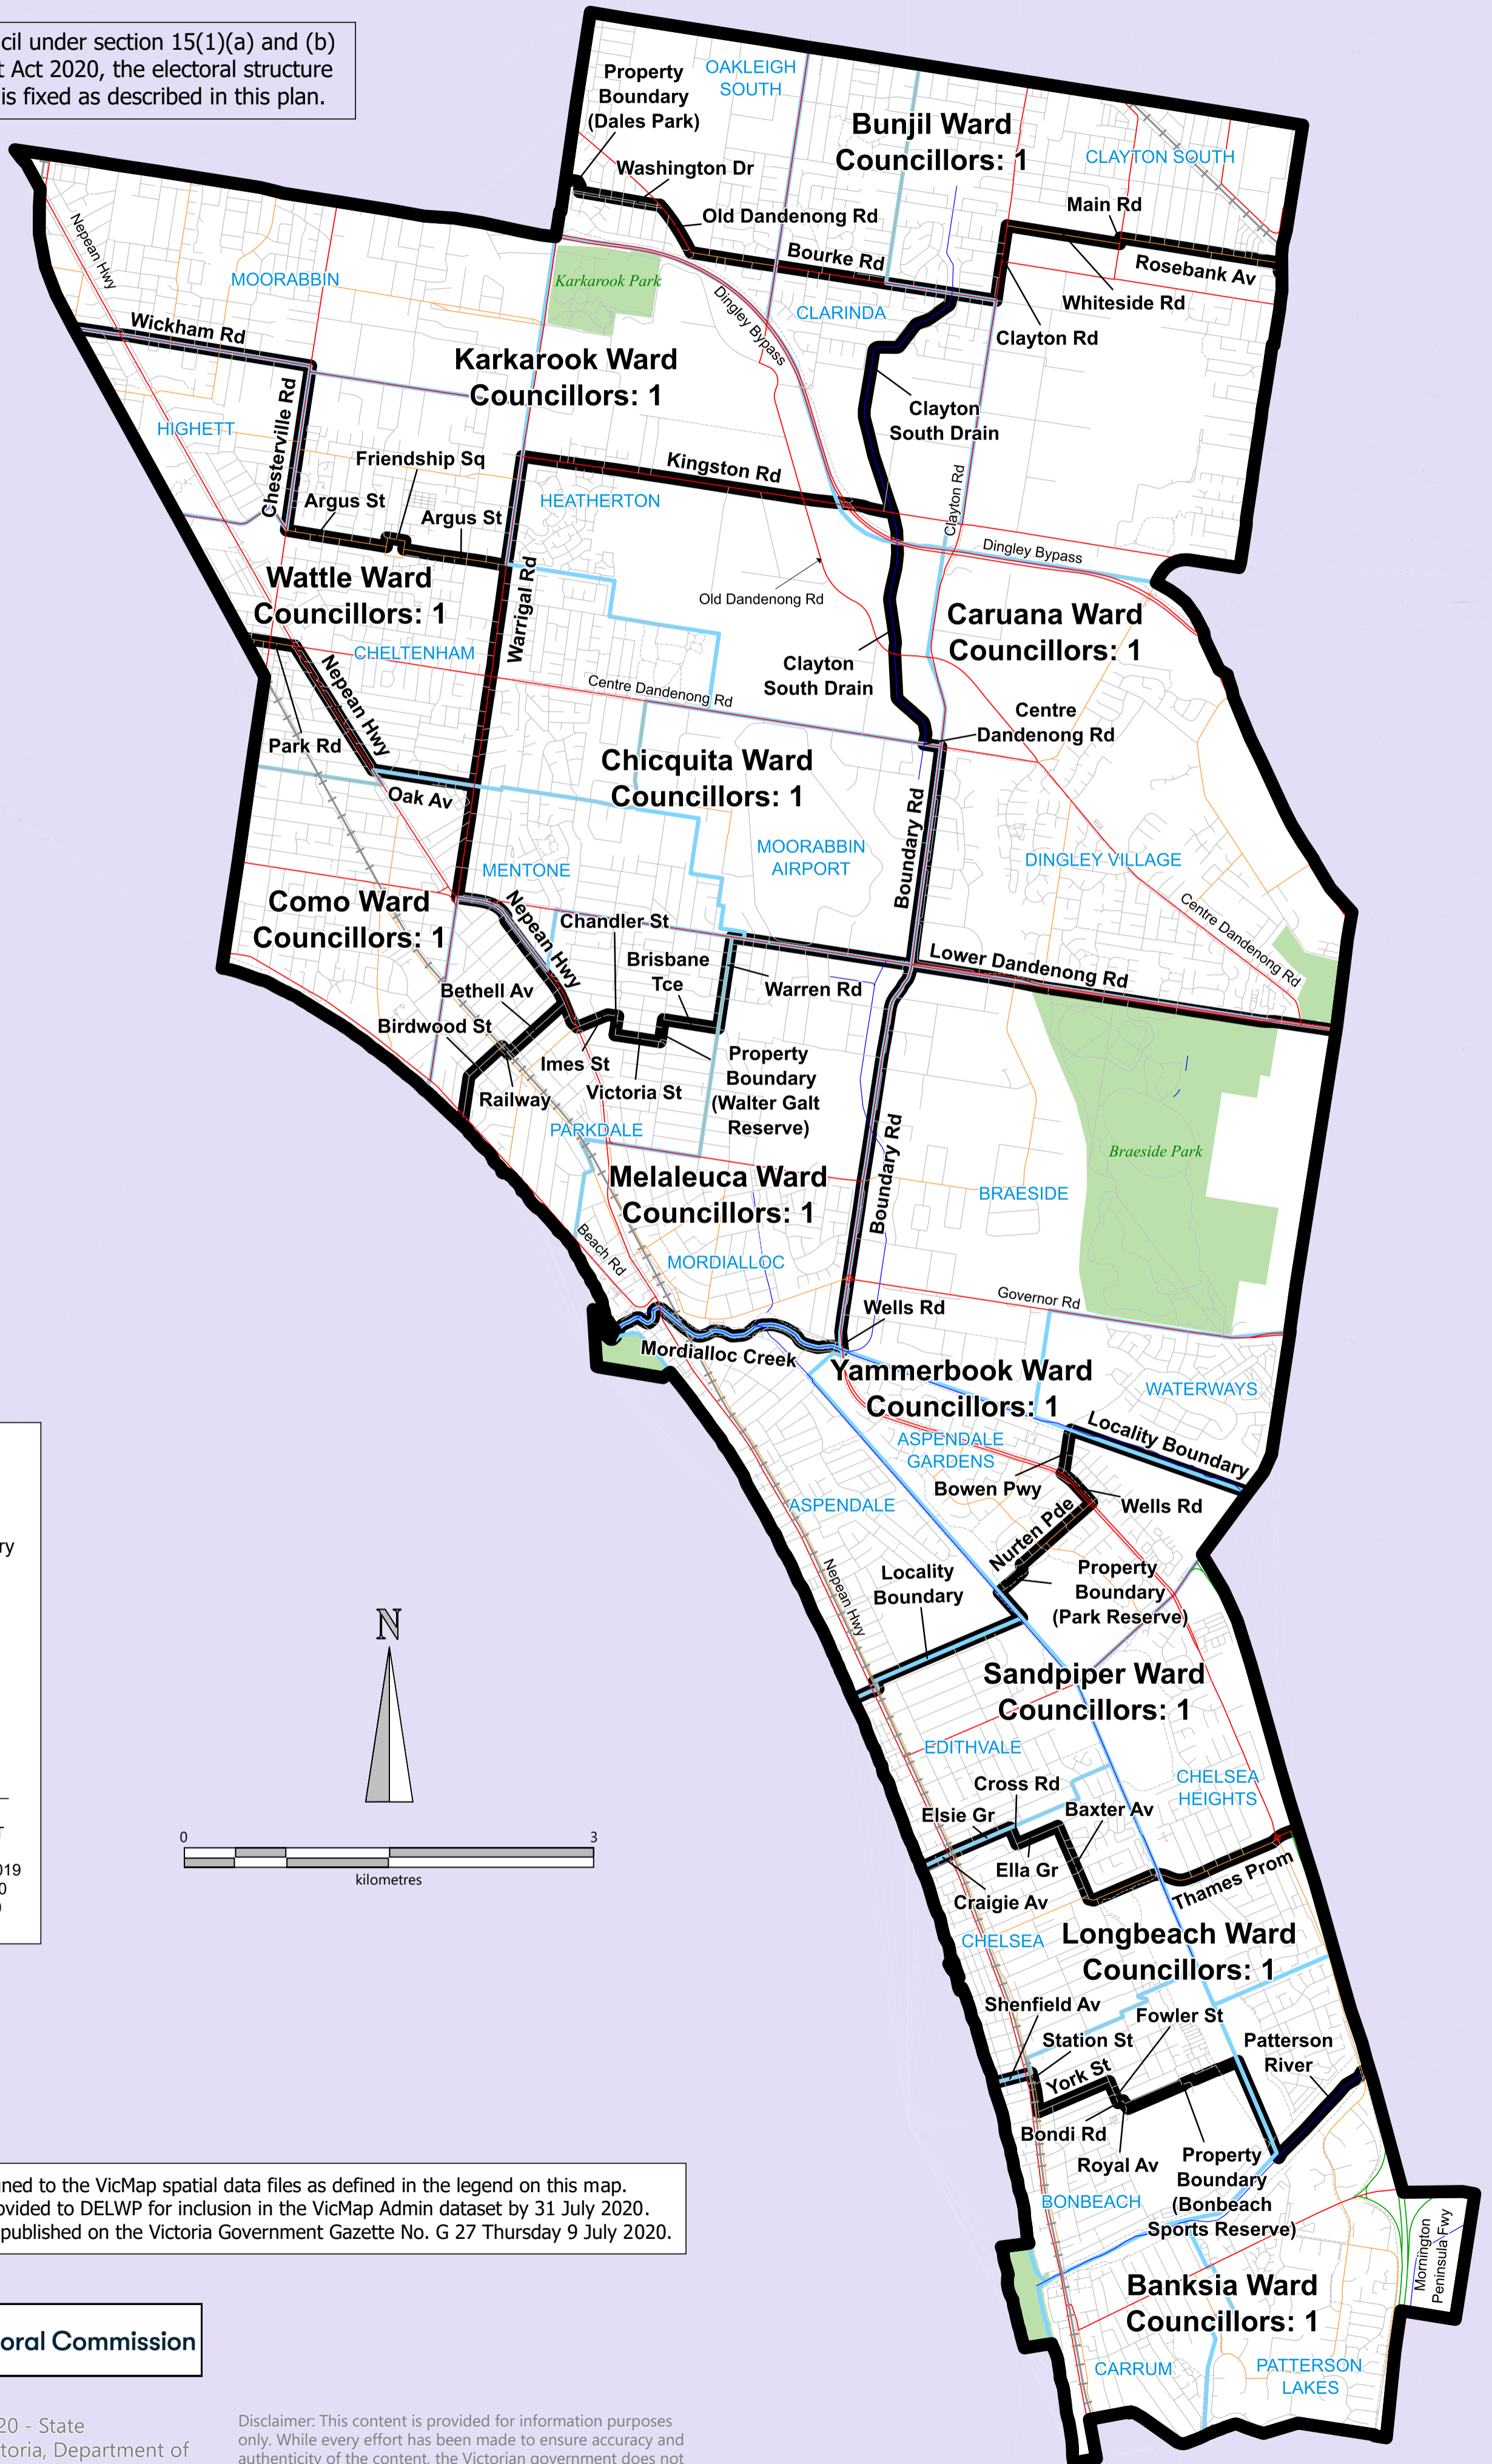 cil under section 15(1)(a) and (b)
t Act 2020, the electoral structure
is fixed as described in this plan.
Property
Boundary
(Dales Park)
OAKLEIGH
SOUTH
Bunjil Ward
Councillors: 1
CLAYTON SOUTH
Washington Dr
Old Dandenong Rd
Main Rd
Bourke Rd
Rosebank Av
Nepean Hwy
MOORABBIN
Karkarook Park
Dingley Bypass
CLARINDA
Whiteside Rd
Clayton Rd
Wickham Rd
Karkarook Ward
Councillors: 1
Chesterville Rd
HIGHETT
Clayton
South Drain
Friendship Sq
Kingston Rd
Argus St
Argus St
HEATHERTON
Clayton Rd
Dingley Bypass
Wattle Ward
Councillors: 1
Warrigal Rd
Old Dandenong Rd
Caruana Ward
Councillors: 1
CHELTENHAM
Nepean Hwy
Clayton
South Drain
Centre Dandenong Rd
Centre
Dandenong Rd
Park Rd
Chicquita Ward
Councillors: 1
Oak Av
Boundary Rd
MOORABBIN
AIRPORT
DINGLEY VILLAGE
MENTONE
Como Ward
Councillors: 1
Nepean Hwy
Chandler St
Centre Dandenong Rd
Brisbane
Tce
Lower Dandenong Rd
Bethell Av
Warren Rd
Birdwood St
Imes St
Property
Boundary
(Walter Galt
Reserve)
Victoria St
Railway
PARKDALE
Boundary Rd
Braeside Park
Melaleuca Ward
Councillors: 1
BRAESIDE
Beach Rd
MORDIALLOC
Governor Rd
Wells Rd
Mordialloc Creek
Yammerbook Ward
Councillors: 1
WATERWAYS
Locality Boundary
ASPENDALE
GARDENS
Bowen Pwy
ASPENDALE
Wells Rd
Nurten Pde
Nepean Hwy
Locality
Boundary
Property
Boundary
(Park Reserve)
ry
N
Sandpiper Ward
Councillors: 1
EDITHVALE
Cross Rd
CHELSEA
HEIGHTS
Elsie Gr
Baxter Av
0 3
kilometres
Ella Gr
Craigie Av
Thames Prom
T
019
0
Longbeach Ward
Councillors: 1
CHELSEA
Shenfield Av
Fowler St
Station St
Patterson
River
York St
Bondi Rd
Royal Av
Property
Boundary
(Bonbeach
Sports Reserve)
BONBEACH
ned to the VicMap spatial data files as defined in the legend on this map.
ovided to DELWP for inclusion in the VicMap Admin dataset by 31 July 2020.
published on the Victoria Government Gazette No. G 27 Thursday 9 July 2020.
Mornington
Peninsula Fwy
Banksia Ward
Councillors: 1
oral Commission
CARRUM
PATTERSON
LAKES
20 - State
toria, Department of
Disclaimer: This content is provided for information purposes
only. While every effort has been made to ensure accuracy and
authenticity of the content, the Victorian government does not